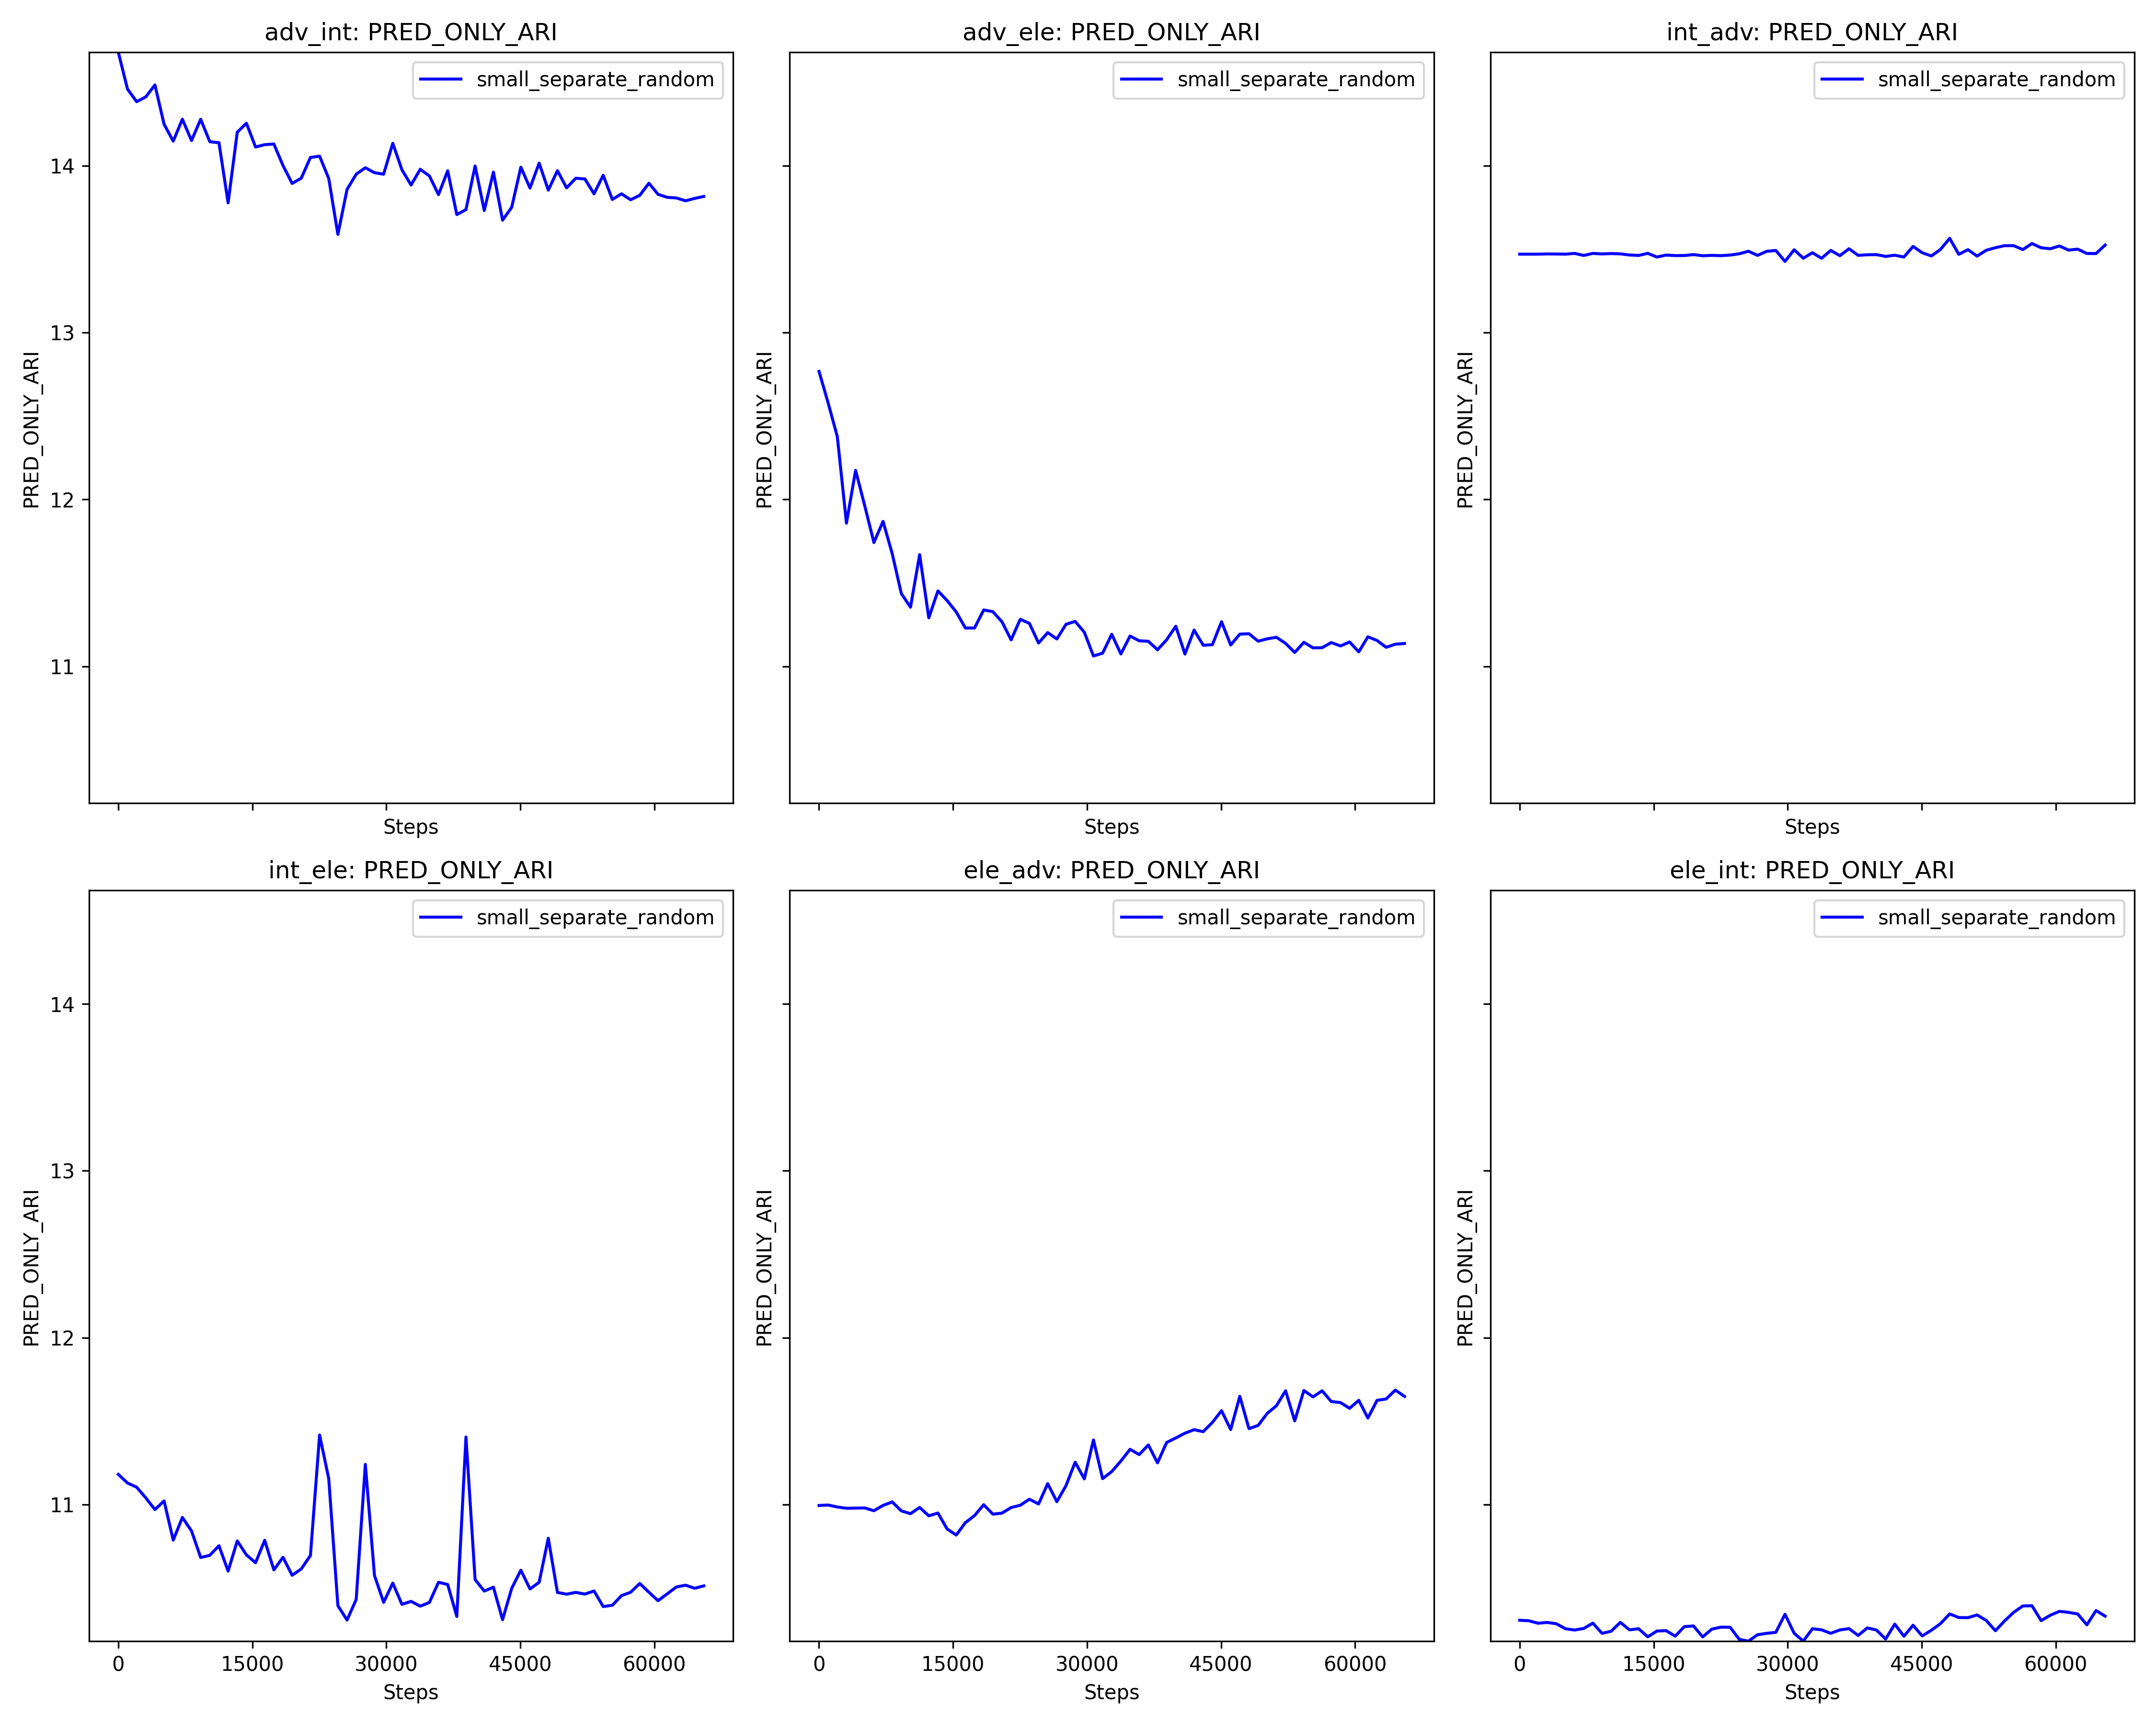 adv_int: PRED_ONLY_ARI
small_separate_random
14
13
12
11
PRED_ONLY_ARI
Steps
adv_ele: PRED_ONLY_ARI
small_separate_random
PRED_ONLY_ARI
Steps
int_adv: PRED_ONLY_ARI
small_separate_random
PRED_ONLY_ARI
Steps
int_ele: PRED_ONLY_ARI
small_separate_random
14
13
12
11
PRED_ONLY_ARI
0 15000 30000 45000 60000
Steps
ele_adv: PRED_ONLY_ARI
small_separate_random
PRED_ONLY_ARI
0 15000 30000 45000 60000
Steps
ele_int: PRED_ONLY_ARI
small_separate_random
PRED_ONLY_ARI
0 15000 30000 45000 60000
Steps